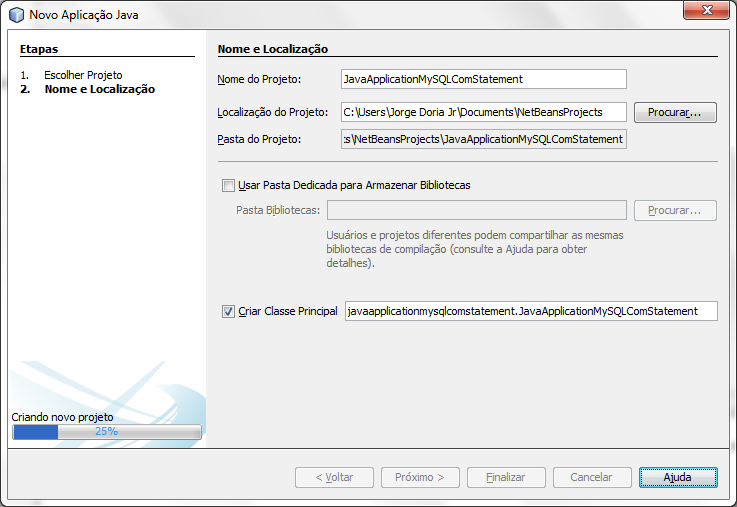 Novo Aplicação Java
Etapas
1. Escolher Projeto
2. Nome e Localização
Nome e Localização
Nome do Projeto: JavaApplicationMySQLComStatement
Localização do Projeto: C:\Users\Jorge Doria Jr\Documents\NetBeansProjects Procurar...
Pasta do Projeto: :s\NetBeansProjects\JavaApplicationMySQLComStatement
Usar Pasta Dedicada para Armazenar Bibliotecas
Pasta Bibliotecas: Procurar...
Usuários e projetos diferentes podem compartilhar as mesmas
bibliotecas de compilação (consulte a Ajuda para obter
detalhes).
Criar Classe Principal javaapplicationmysqlcomstatement.JavaApplicationMySQLComStatement
Criando novo projeto
25%
< Voltar Próximo > Finalizar Cancelar Ajuda